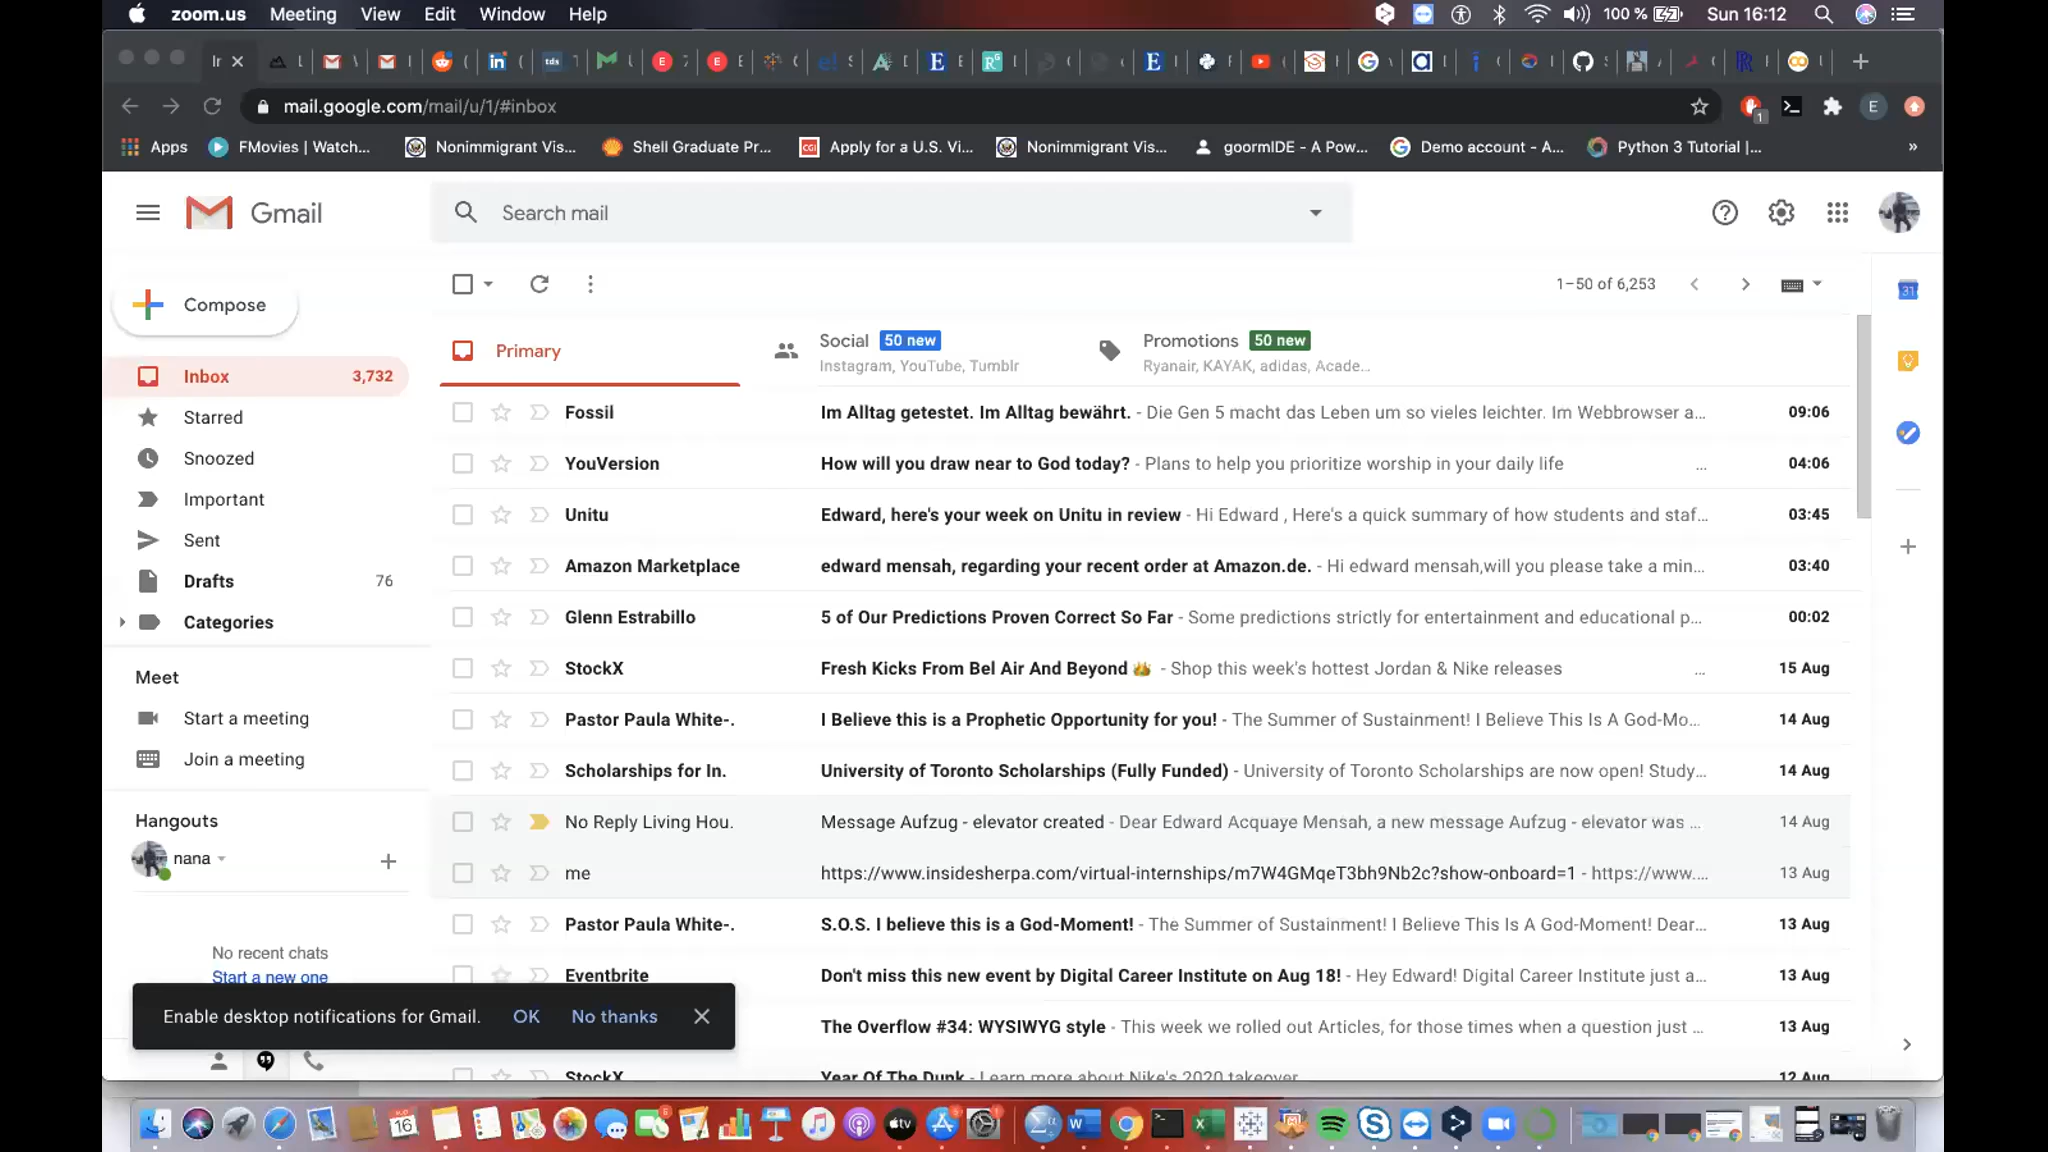 zoom.us Meeting View Edit Window Help 100 % Sun 16:12
mail.google.com/mail/u/1/#inbox
Apps FMovies | Watch... Nonimmigrant Vis... Shell Graduate Pr... Apply for a U.S. Vi... Nonimmigrant Vis... goormIDE - A Pow... Demo account - A... Python 3 Tutorial |... »
Gmail Search mail
Compose
1–50 of 6,253
Primary
Social 50 new
Instagram, YouTube, Tumblr
Promotions 50 new
Ryanair, KAYAK, adidas, Acade...
Inbox 3,732
Starred
Snoozed
Important
Sent
Drafts 76
Categories
Meet
Start a meeting
Join a meeting
Hangouts
nana
No recent chats
Start a new one
Fossil Im Alltag getestet. Im Alltag bewährt. - Die Gen 5 macht das Leben um so vieles leichter. Im Webbrowser a... 09:06
YouVersion How will you draw near to God today? - Plans to help you prioritize worship in your daily life ... 04:06
Unitu Edward, here's your week on Unitu in review - Hi Edward , Here's a quick summary of how students and staf... 03:45
Amazon Marketplace edward mensah, regarding your recent order at Amazon.de. - Hi edward mensah,will you please take a min... 03:40
Glenn Estrabillo 5 of Our Predictions Proven Correct So Far - Some predictions strictly for entertainment and educational p... 00:02
StockX Fresh Kicks From Bel Air And Beyond - Shop this week's hottest Jordan & Nike releases ... 15 Aug
Pastor Paula White-. I Believe this is a Prophetic Opportunity for you! - The Summer of Sustainment! I Believe This Is A God-Mo... 14 Aug
Scholarships for In. University of Toronto Scholarships (Fully Funded) - University of Toronto Scholarships are now open! Study... 14 Aug
No Reply Living Hou. Message Aufzug - elevator created - Dear Edward Acquaye Mensah, a new message Aufzug - elevator was ... 14 Aug
me https://www.insidesherpa.com/virtual-internships/m7W4GMqeT3bh9Nb2c?show-onboard=1 - https://www.... 13 Aug
Pastor Paula White-. S.O.S. I believe this is a God-Moment! - The Summer of Sustainment! I Believe This Is A God-Moment! Dear... 13 Aug
Eventbrite Don't miss this new event by Digital Career Institute on Aug 18! - Hey Edward! Digital Career Institute just a... 13 Aug
The Overflow #34: WYSIWYG style - This week we rolled out Articles, for those times when a question just ... 13 Aug
StockX Year Of The Dunk - Learn more about Nike's 2020 takeover 12 Aug
Enable desktop notifications for Gmail. OK No thanks